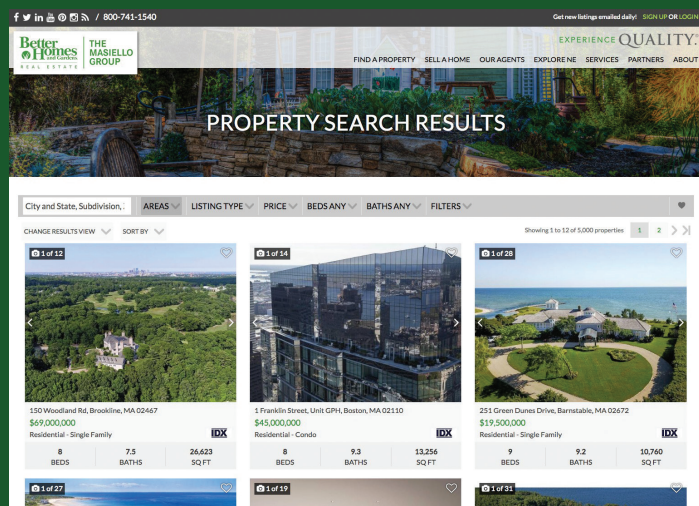 / 800-741-1540
Get new listings emailed daily! SIGN UP OR LOGIN
Better
Homes
and Gardens
REAL ESTATE
THE
MASIELLO
GROUP
EXPERIENCE QUALITY.
FIND A PROPERTY SELL A HOME OUR AGENTS EXPLORE NE SERVICES PARTNERS ABOUT
PROPERTY SEARCH RESULTS
City and State, Subdivision, AREAS LISTING TYPE PRICE BEDS ANY BATHS ANY FILTERS
CHANGE RESULTS VIEW SORT BY Showing 1 to 12 of 5,000 properties 1 2
1 of 12
150 Woodland Rd, Brookline, MA 02467
$69,000,000
Residential - Single Family IDX
8 7.5 26,623
BEDS BATHS SQ FT
1 of 14
1 Franklin Street, Unit GPH, Boston, MA 02110
$45,000,000
Residential - Condo IDX
8 9.3 13,256
BEDS BATHS SQ FT
1 of 28
251 Green Dunes Drive, Barnstable, MA 02672
$19,500,000
Residential - Single Family IDX
9 9.2 10,760
BEDS BATHS SQ FT
1 of 27
1 of 19
1 of 31